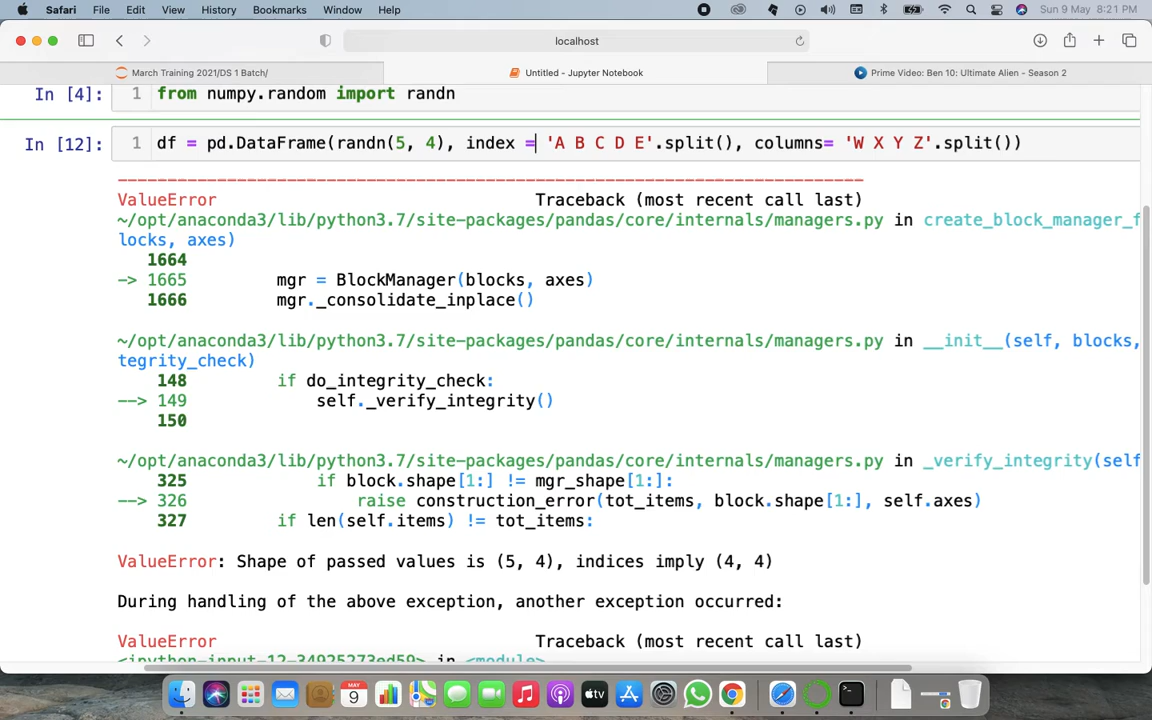 Safari File Edit View History Bookmarks Window Help Sun 9 May 8:21 PM
localhost
March Training 2021/DS 1 Batch/ Untitled - Jupyter Notebook Prime Video: Ben 10: Ultimate Alien - Season 2
In [4]: 1 from numpy.random import randn
In [12]: 1 df = pd.DataFrame(randn(5, 4), index = 'A B C D E'.split(), columns= 'W X Y Z'.split())
---------------------------------------------------------------------------
ValueError Traceback (most recent call last)
~/opt/anaconda3/lib/python3.7/site-packages/pandas/core/internals/managers.py in create_block_manager_f
locks, axes)
1664
-> 1665 mgr = BlockManager(blocks, axes)
1666 mgr._consolidate_inplace()
~/opt/anaconda3/lib/python3.7/site-packages/pandas/core/internals/managers.py in __init__(self, blocks,
tegrity_check)
148 if do_integrity_check:
--> 149 self._verify_integrity()
150
~/opt/anaconda3/lib/python3.7/site-packages/pandas/core/internals/managers.py in _verify_integrity(self
325 if block.shape[1:] != mgr_shape[1:]:
--> 326 raise construction_error(tot_items, block.shape[1:], self.axes)
327 if len(self.items) != tot_items:
ValueError: Shape of passed values is (5, 4), indices imply (4, 4)
During handling of the above exception, another exception occurred:
ValueError Traceback (most recent call last)
<ipython-input-12-34925273ed59> in <module>
MAY
9
tv